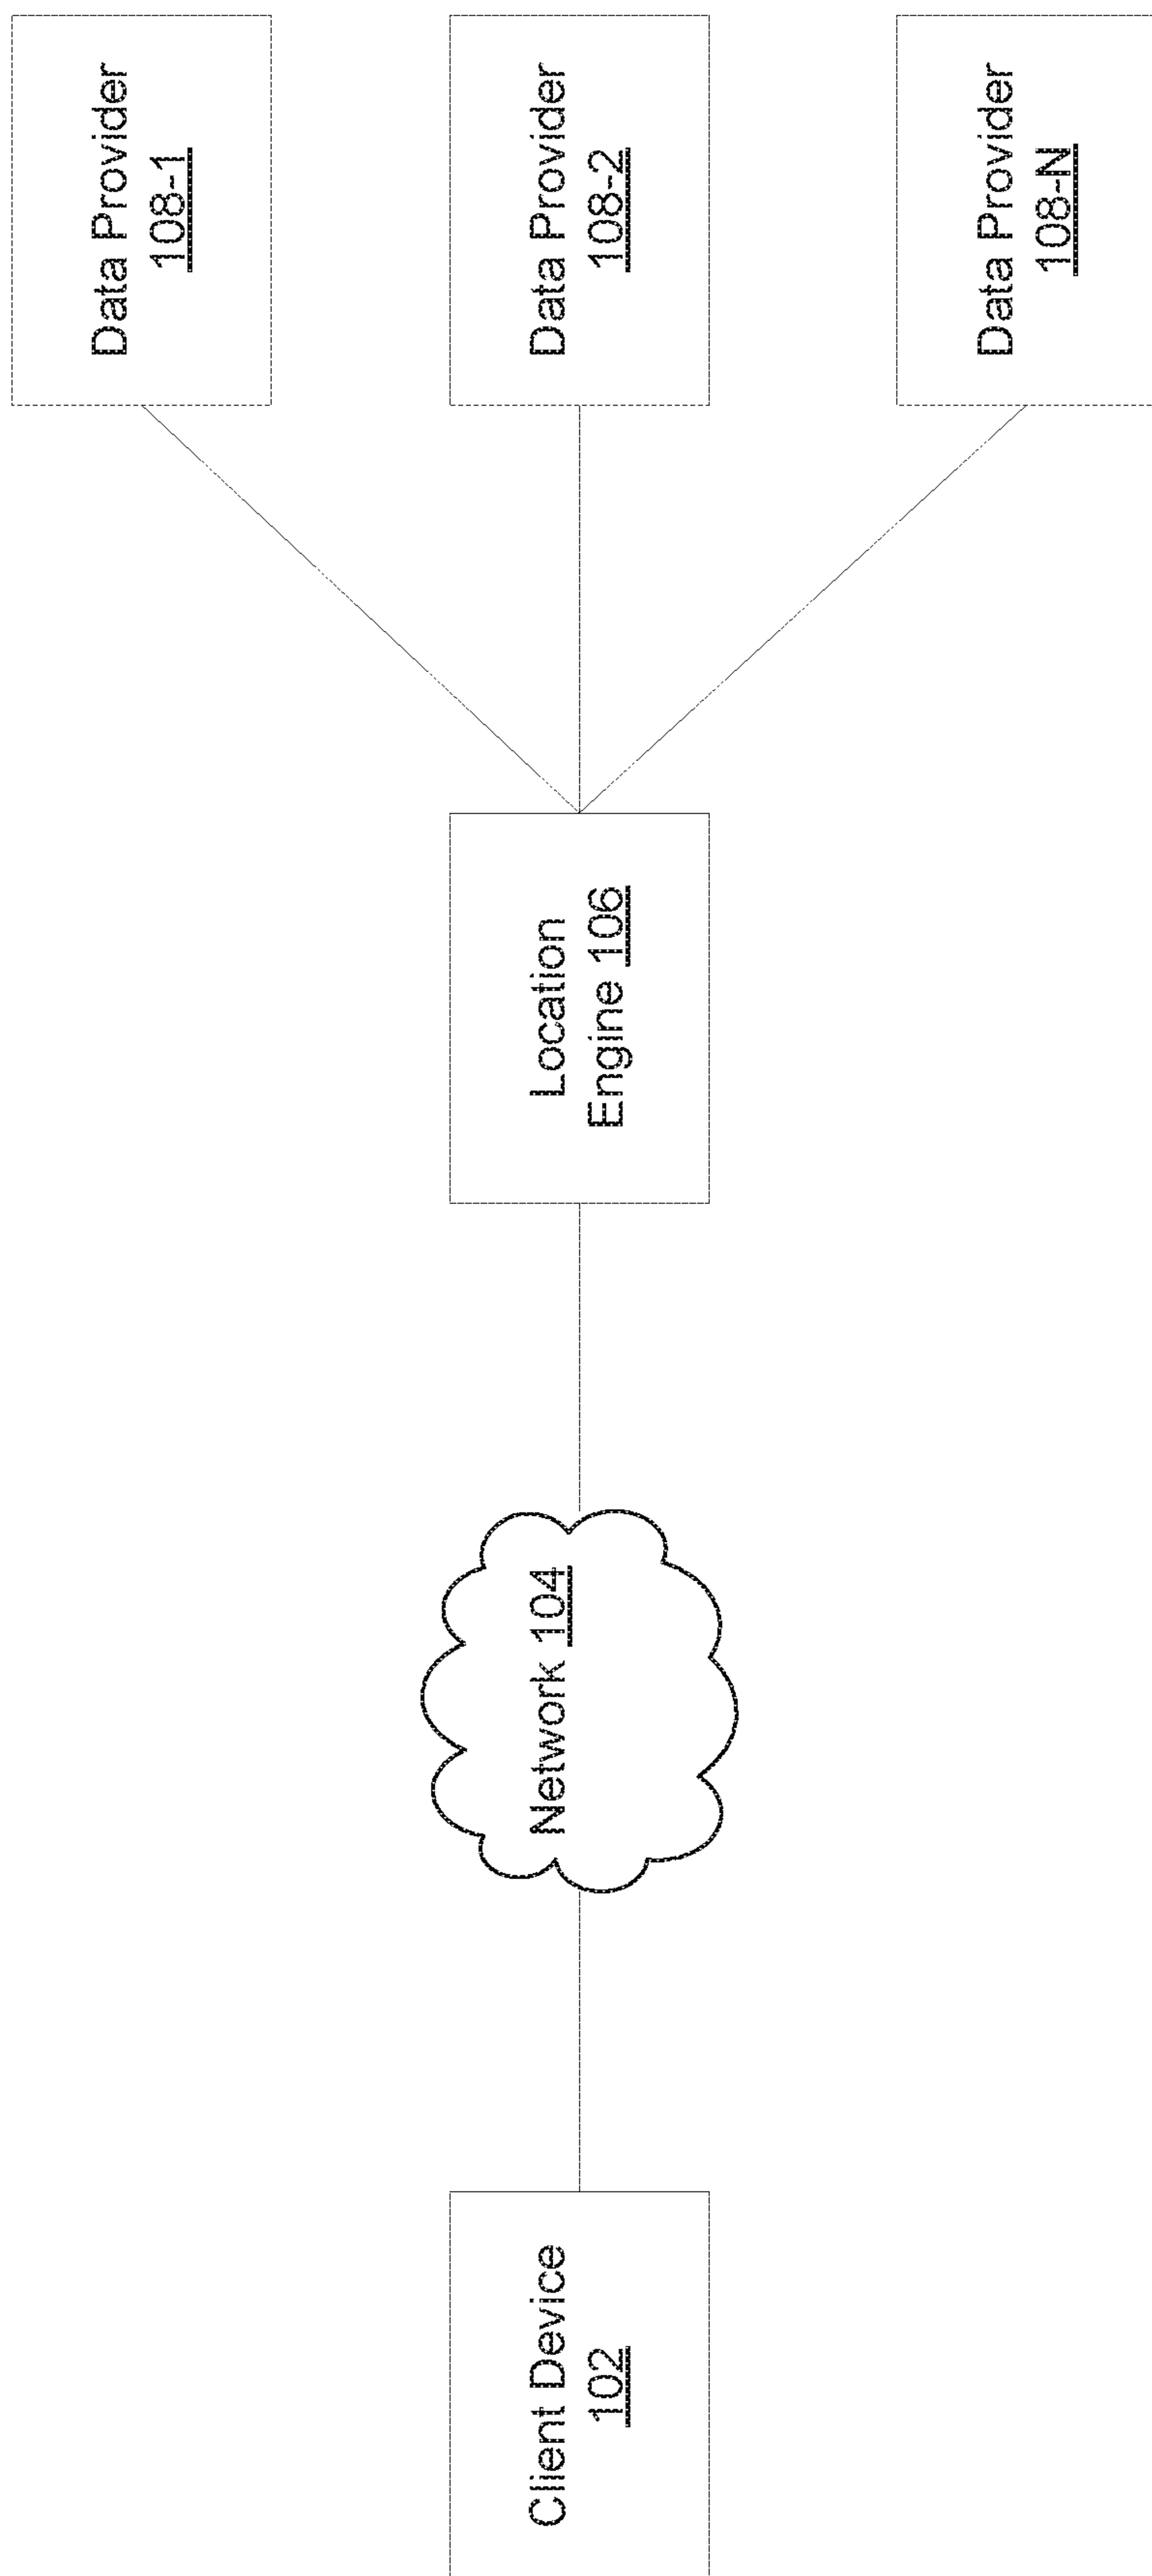 Client Device
102
Network 104
Location
Engine 106
Data Provider
108-1
Data Provider
108-2
Data Provider
108-N